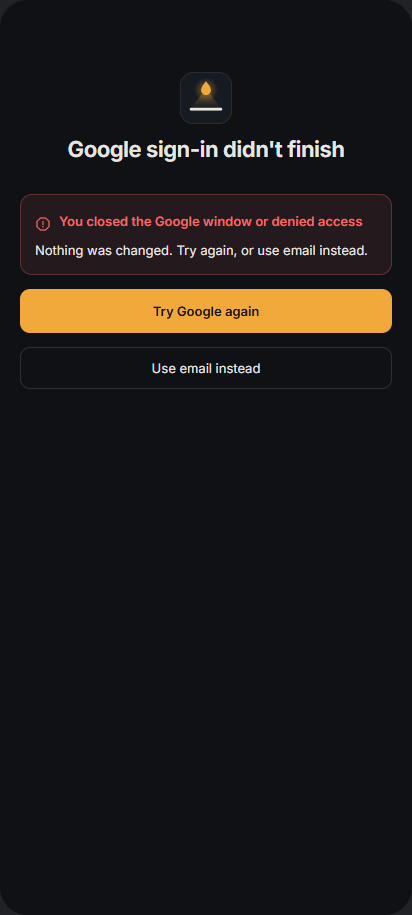 Google sign-in didn't finish
You closed the Google window or denied access
Nothing was changed. Try again, or use email instead.
Try Google again
Use email instead